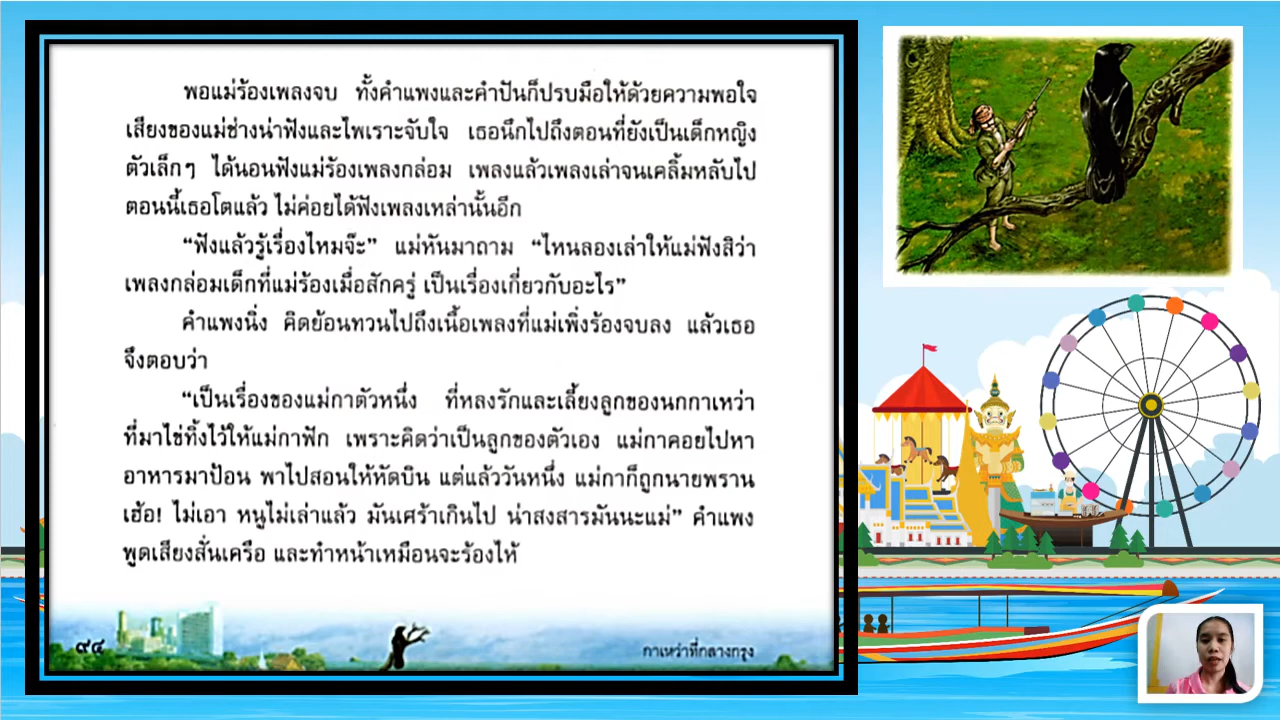 พอแม่ร้องเพลงจบ ทั้งคำแพงและคำปันก็ปรบมือให้ด้วยความพอใจ
เสียงของแม่ช่างน่าฟังและไพเราะจับใจ เธอนึกไปถึงตอนที่ยังเป็นเด็กหญิง
ตัวเล็กๆ ได้นอนฟังแม่ร้องเพลงกล่อม เพลงแล้วเพลงเล่าจนเคลิ้มหลับไป
ตอนนี้เธอโตแล้ว ไม่ค่อยได้ฟังเพลงเหล่านั้นอีก
“ฟังแล้วรู้เรื่องไหมจ๊ะ” แม่หันมาถาม “ไหนลองเล่าให้แม่ฟังสิว่า
เพลงกล่อมเด็กที่แม่ร้องเมื่อสักครู่ เป็นเรื่องเกี่ยวกับอะไร”
คำแพงนิ่ง คิดย้อนทวนไปถึงเนื้อเพลงที่แม่เพิ่งร้องจบลง แล้วเธอ
จึงตอบว่า
“เป็นเรื่องของแม่กาตัวหนึ่ง ที่หลงรักและเลี้ยงลูกของนกกาเหว่า
ที่มาไข่ทิ้งไว้ให้แม่กาฟัก เพราะคิดว่าเป็นลูกของตัวเอง แม่กาคอยไปหา
อาหารมาป้อน พาไปสอนให้หัดบิน แต่แล้ววันหนึ่ง แม่กาก็ถูกนายพราน
เฮ้อ! ไม่เอา หนูไม่เล่าแล้ว มันเศร้าเกินไป น่าสงสารมันนะแม่” คำแพง
พูดเสียงสั่นเครือ และทำหน้าเหมือนจะร้องไห้
๙๔
กาเหว่าที่กลางกรุง